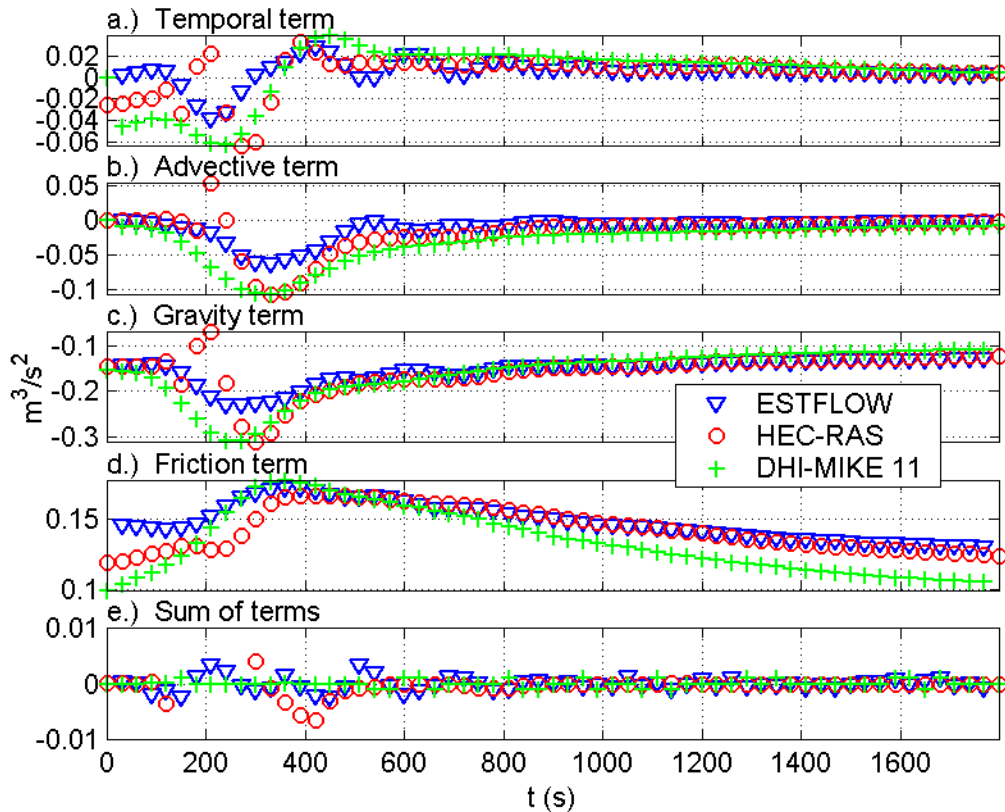 a.) Temporal term
0.02
0
-0.02
-0.04
-0.06
b.) Advective term
0.05
0
-0.05
-0.1
c.) Gravity term
-0.1
-0.2
-0.3
m³/s²
ESTFLOW
HEC-RAS
DHI-MIKE 11
d.) Friction term
0.15
0.1
e.) Sum of terms
0.01
0
-0.01
0 200 400 600 800 1000 1200 1400 1600
t (s)